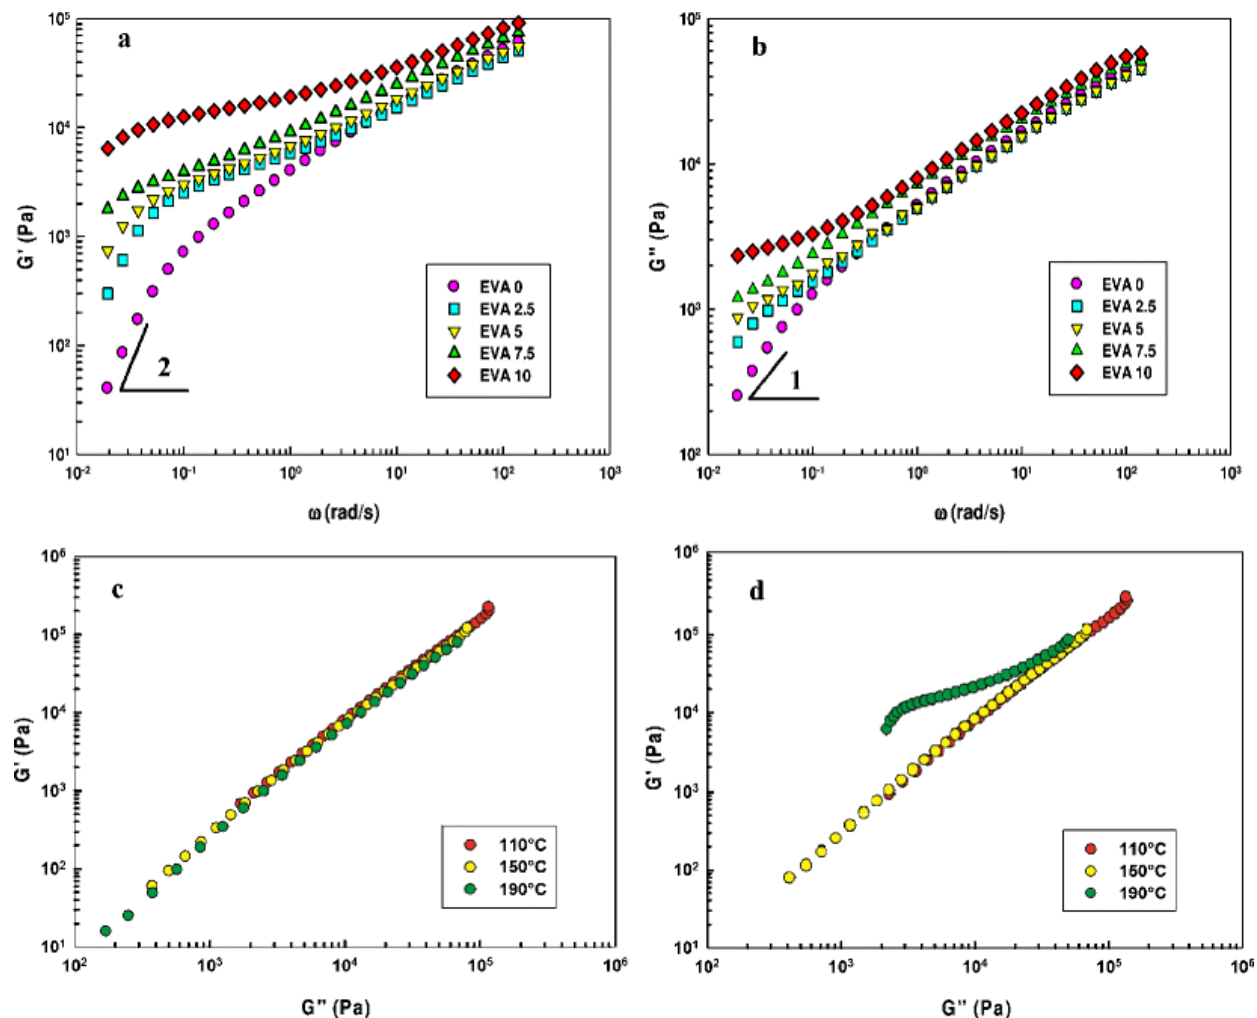 a
10⁵
10⁴
10³
10²
10¹
G' (Pa)
10⁻² 10⁻¹ 10⁰ 10¹ 10² 10³
ω (rad/s)
2
EVA 0
EVA 2.5
EVA 5
EVA 7.5
EVA 10
b
10⁵
10⁴
10³
10²
G" (Pa)
10⁻² 10⁻¹ 10⁰ 10¹ 10² 10³
ω (rad/s)
1
EVA 0
EVA 2.5
EVA 5
EVA 7.5
EVA 10
c
10⁶
10⁵
10⁴
10³
10²
10¹
G' (Pa)
10² 10³ 10⁴ 10⁵ 10⁶
G" (Pa)
110°C
150°C
190°C
d
10⁶
10⁵
10⁴
10³
10²
10¹
G' (Pa)
10² 10³ 10⁴ 10⁵ 10⁶
G" (Pa)
110°C
150°C
190°C